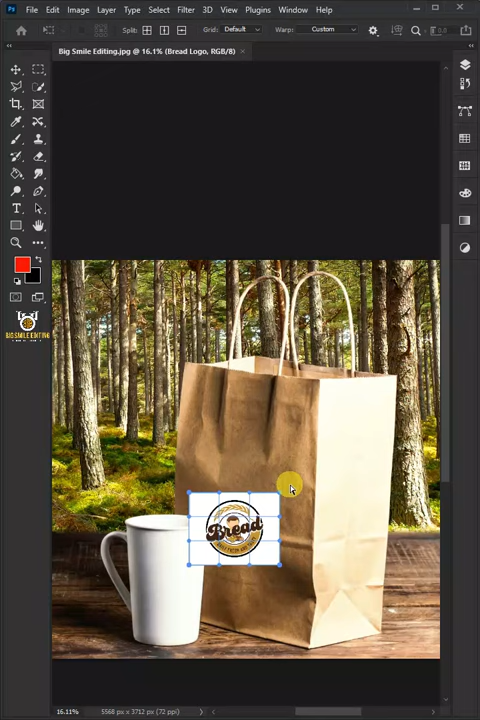 Ps File Edit Image Layer Type Select Filter 3D View Plugins Window Help
Split: Grid: Default Warp: Custom
Big Smile Editing.jpg @ 16.1% (Bread Logo, RGB/8) ×
BIG SMILE EDITING
Bread
16.11% 5568 px x 3712 px (72 ppi)